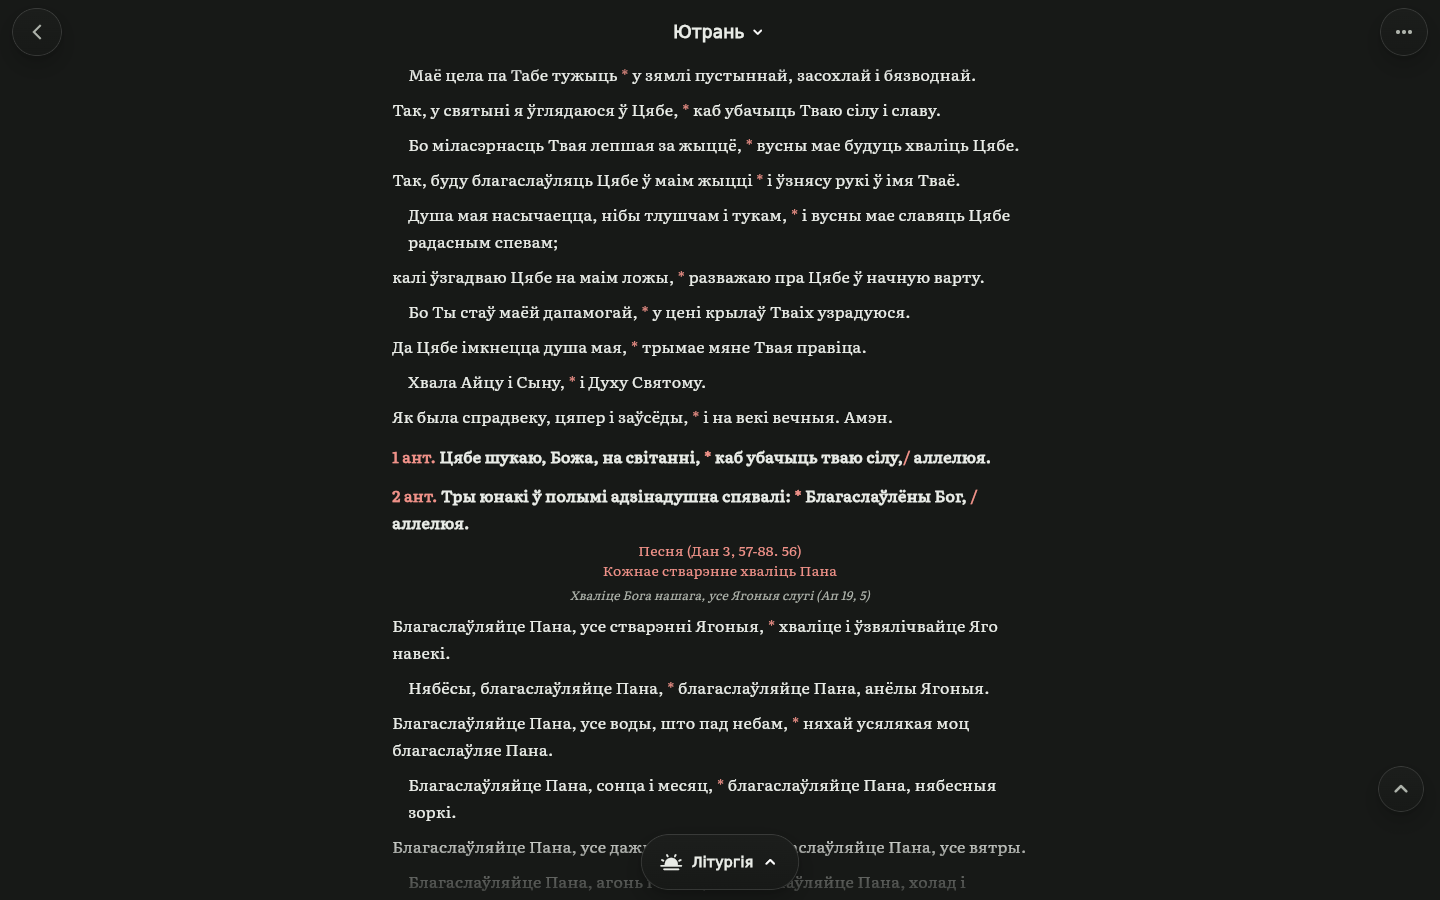 Ютрань
Маё цела па Табе тужыць * у зямлі пустыннай, засохлай і бязводнай.
Так, у святыні я ўглядаюся ў Цябе, * каб убачыць Тваю сілу і славу.
Бо міласэрнасць Твая лепшая за жыццё, * вусны мае будуць хваліць Цябе.
Так, буду благаслаўляць Цябе ў маім жыцці * і ўзнясу рукі ў імя Тваё.
Душа мая насычаецца, нібы тлушчам і тукам, * і вусны мае славяць Цябе
радасным спевам;
калі ўзгадваю Цябе на маім ложы, * разважаю пра Цябе ў начную варту.
Бо Ты стаў маёй дапамогай, * у цені крылаў Тваіх узрадуюся.
Да Цябе імкнецца душа мая, * трымае мяне Твая правіца.
Хвала Айцу і Сыну, * і Духу Святому.
Як была спрадвеку, цяпер і заўсёды, * і на векі вечныя. Амэн.
1 ант. Цябе шукаю, Божа, на світанні, * каб убачыць тваю сілу,/ аллелюя.
2 ант. Тры юнакі ў полымі адзінадушна спявалі: * Благаслаўлёны Бог, /
аллелюя.
Песня (Дан 3, 57-88. 56)
Кожнае стварэнне хваліць Пана
Хваліце Бога нашага, усе Ягоныя слугі (Ап 19, 5)
Благаслаўляйце Пана, усе стварэнні Ягоныя, * хваліце і ўзвялічвайце Яго
навекі.
Нябёсы, благаслаўляйце Пана, * благаслаўляйце Пана, анёлы Ягоныя.
Благаслаўляйце Пана, усе воды, што пад небам, * няхай усялякая моц
благаслаўляе Пана.
Благаслаўляйце Пана, сонца і месяц, * благаслаўляйце Пана, нябесныя
зоркі.
Благаслаўляйце Пана, усе Пана, усе вятры.
Літургія
Благаслаўляйце Пана, агонь Пана, холад і